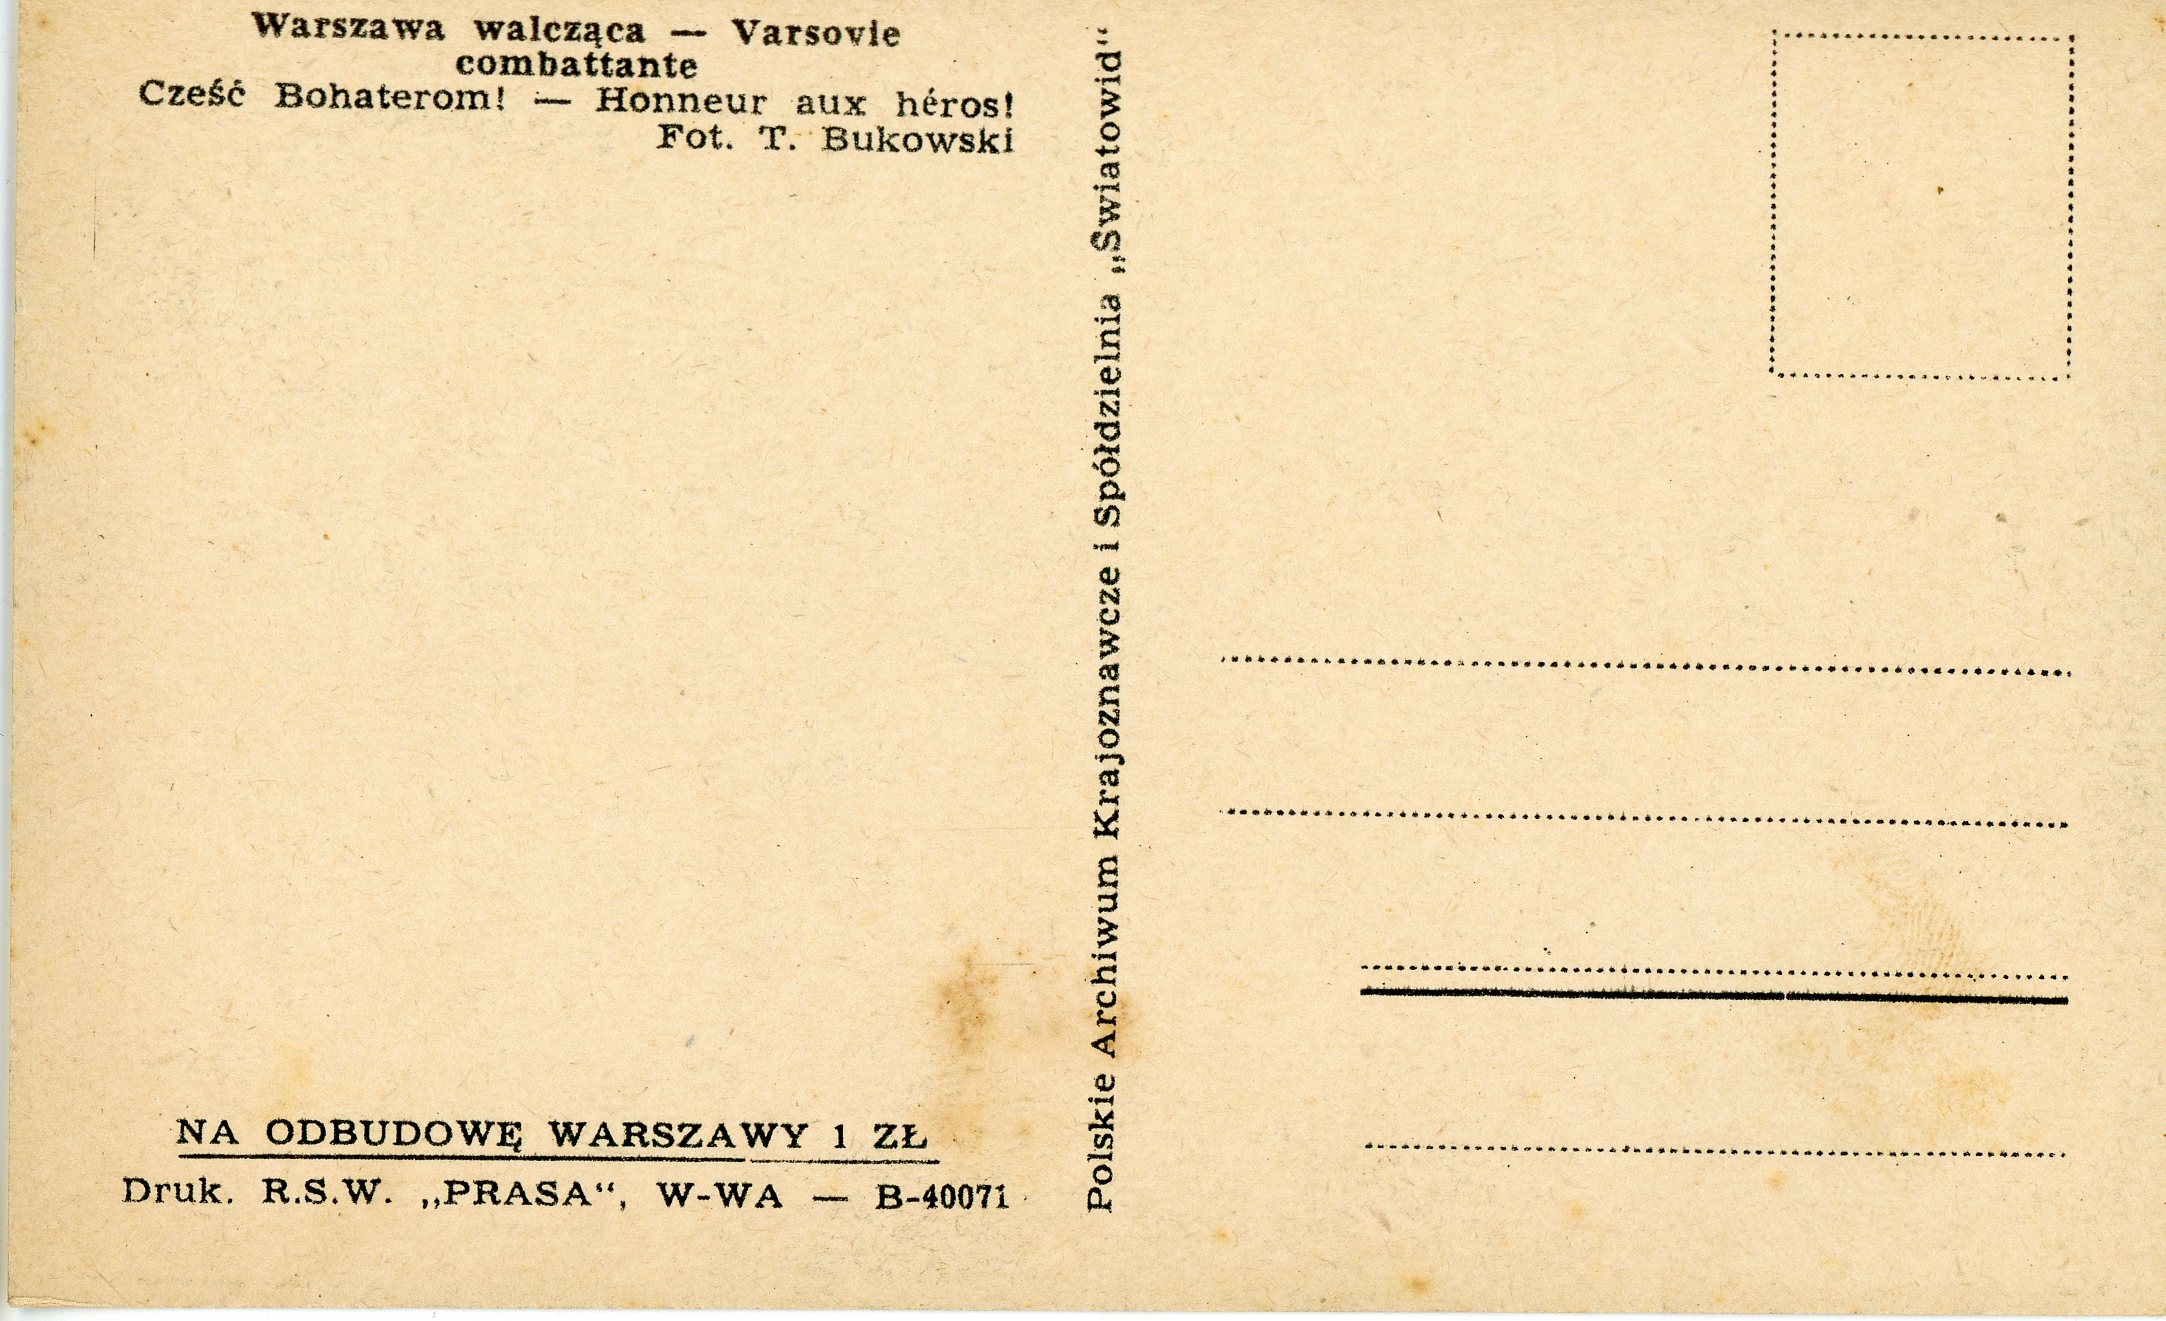 Warszawa walcząca — Varsovie
combattante
Cześć Bohaterom! — Honneur aux héros!
Fot. T. Bukowski
Polskie Archiwum Krajoznawcze i Spółdzielnia „Swiatowid“
NA ODBUDOWĘ WARSZAWY 1 ZŁ
Druk. R.S.W. „PRASA“, W-WA — B-40071